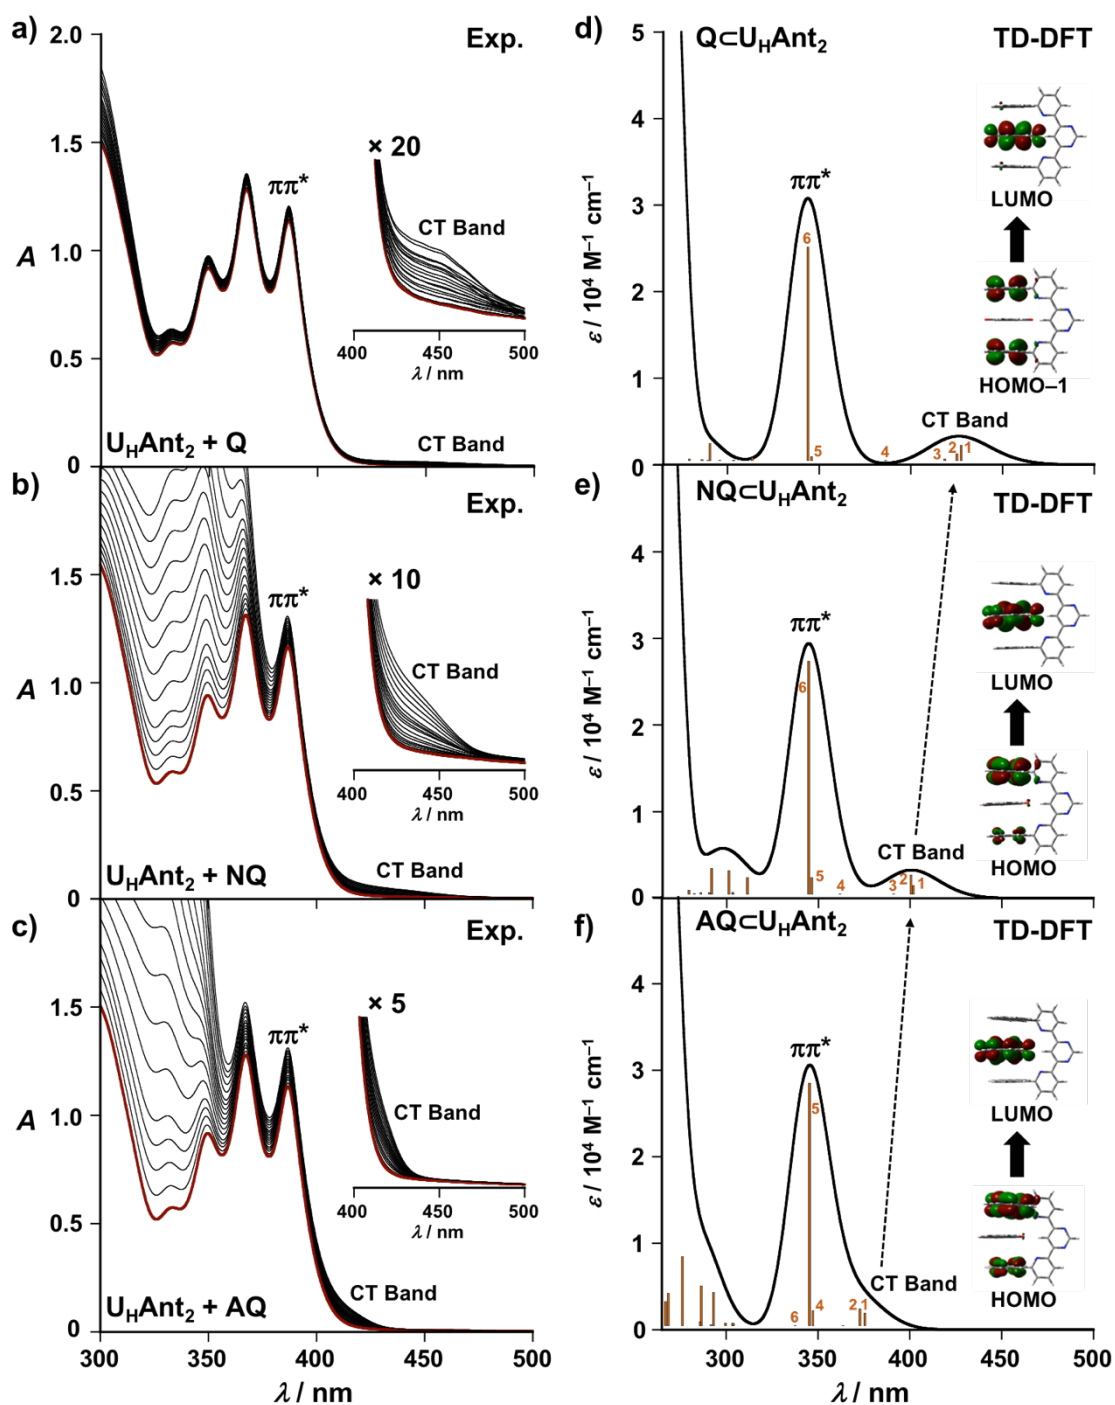 a)
Exp.
2.0
1.5
1.0
0.5
0
A
ππ*
× 20
CT Band
400 450 500
λ / nm
CT Band
U_HAnt₂ + Q
b)
Exp.
1.5
1.0
0.5
0
A
ππ*
× 10
CT Band
400 450 500
λ / nm
CT Band
U_HAnt₂ + NQ
c)
Exp.
1.5
1.0
0.5
0
A
ππ*
× 5
CT Band
400 450 500
λ / nm
CT Band
U_HAnt₂ + AQ
300 350 400 450 500
λ / nm
d)
Q⊂U_HAnt₂
TD-DFT
5
4
3
2
1
0
ε / 10⁴ M⁻¹ cm⁻¹
ππ*
6
5
4
3 2 1
CT Band
LUMO
HOMO–1
e)
NQ⊂U_HAnt₂
TD-DFT
4
3
2
1
0
ε / 10⁴ M⁻¹ cm⁻¹
ππ*
6
5
4
3 2 1
CT Band
LUMO
HOMO
f)
AQ⊂U_HAnt₂
TD-DFT
4
3
2
1
0
ε / 10⁴ M⁻¹ cm⁻¹
ππ*
5
6 4
2 1
CT Band
LUMO
HOMO
300 350 400 450 500
λ / nm